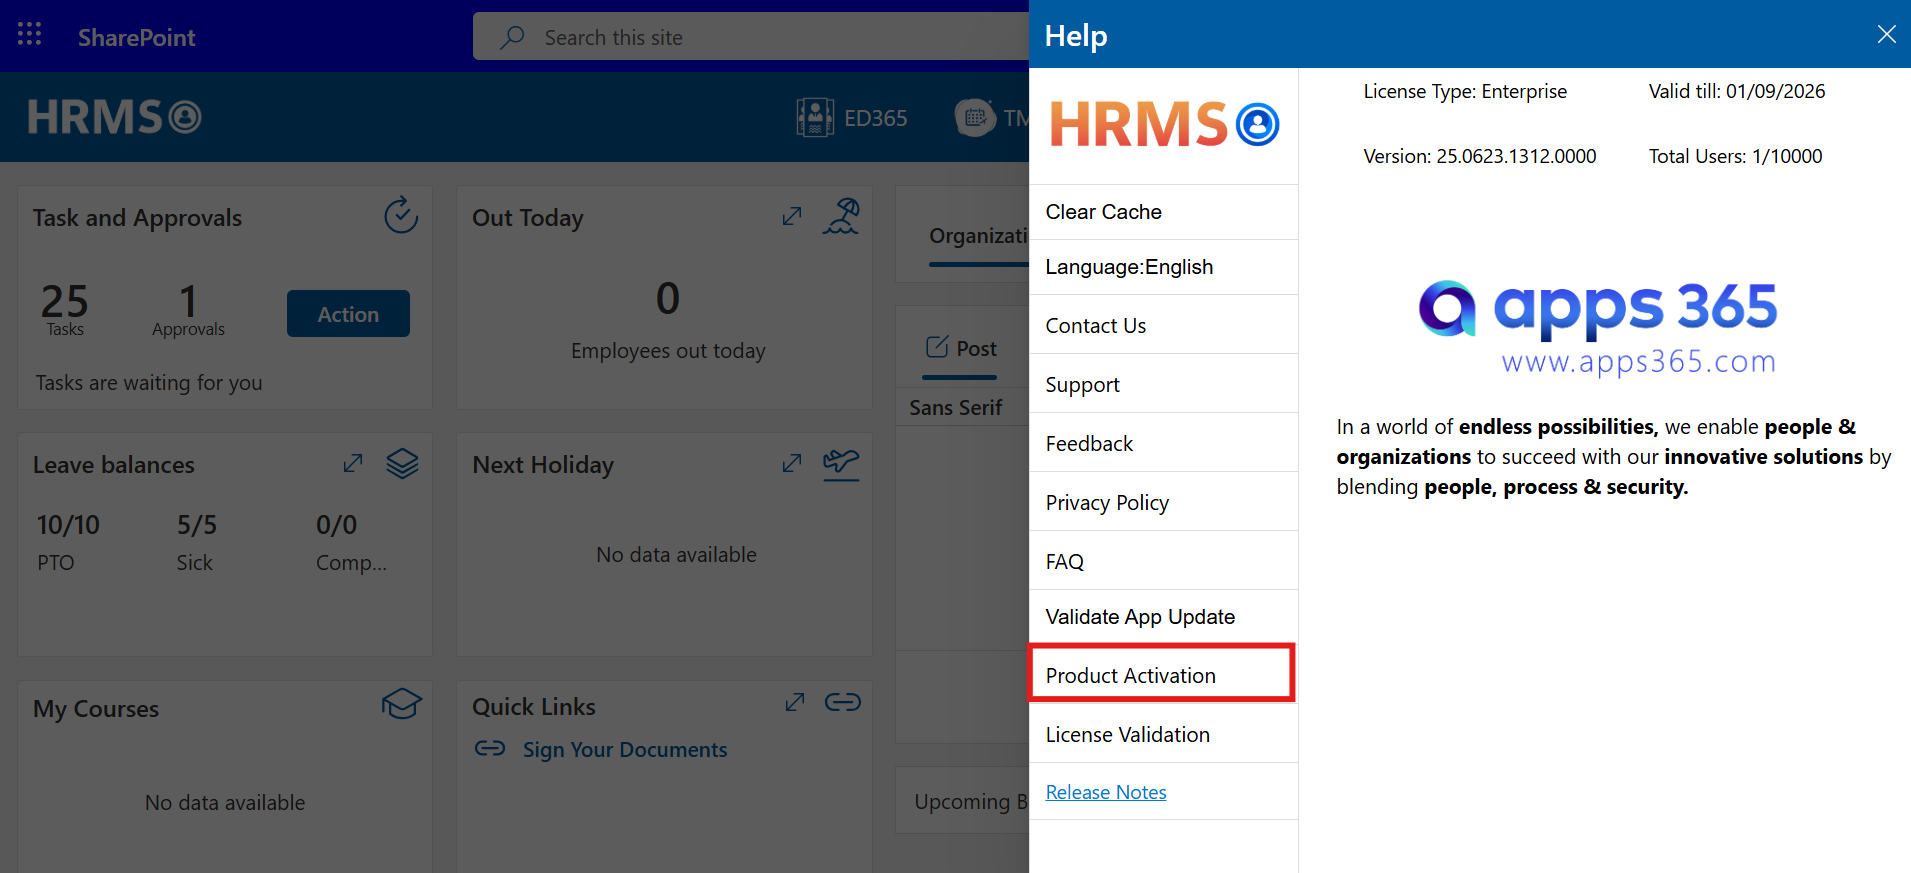 SharePoint
Search this site
HRMS
ED365
TM
Task and Approvals
25
Tasks
1
Approvals
Action
Tasks are waiting for you
Out Today
0
Employees out today
Organizati
Post
Sans Serif
Leave balances
10/10
PTO
5/5
Sick
0/0
Comp...
Next Holiday
No data available
My Courses
No data available
Quick Links
Sign Your Documents
Upcoming B
Help
HRMS
Clear Cache
Language:English
Contact Us
Support
Feedback
Privacy Policy
FAQ
Validate App Update
Product Activation
License Validation
Release Notes
License Type: Enterprise
Valid till: 01/09/2026
Version: 25.0623.1312.0000
Total Users: 1/10000
apps 365
www.apps365.com
In a world of endless possibilities, we enable people &
organizations to succeed with our innovative solutions by
blending people, process & security.